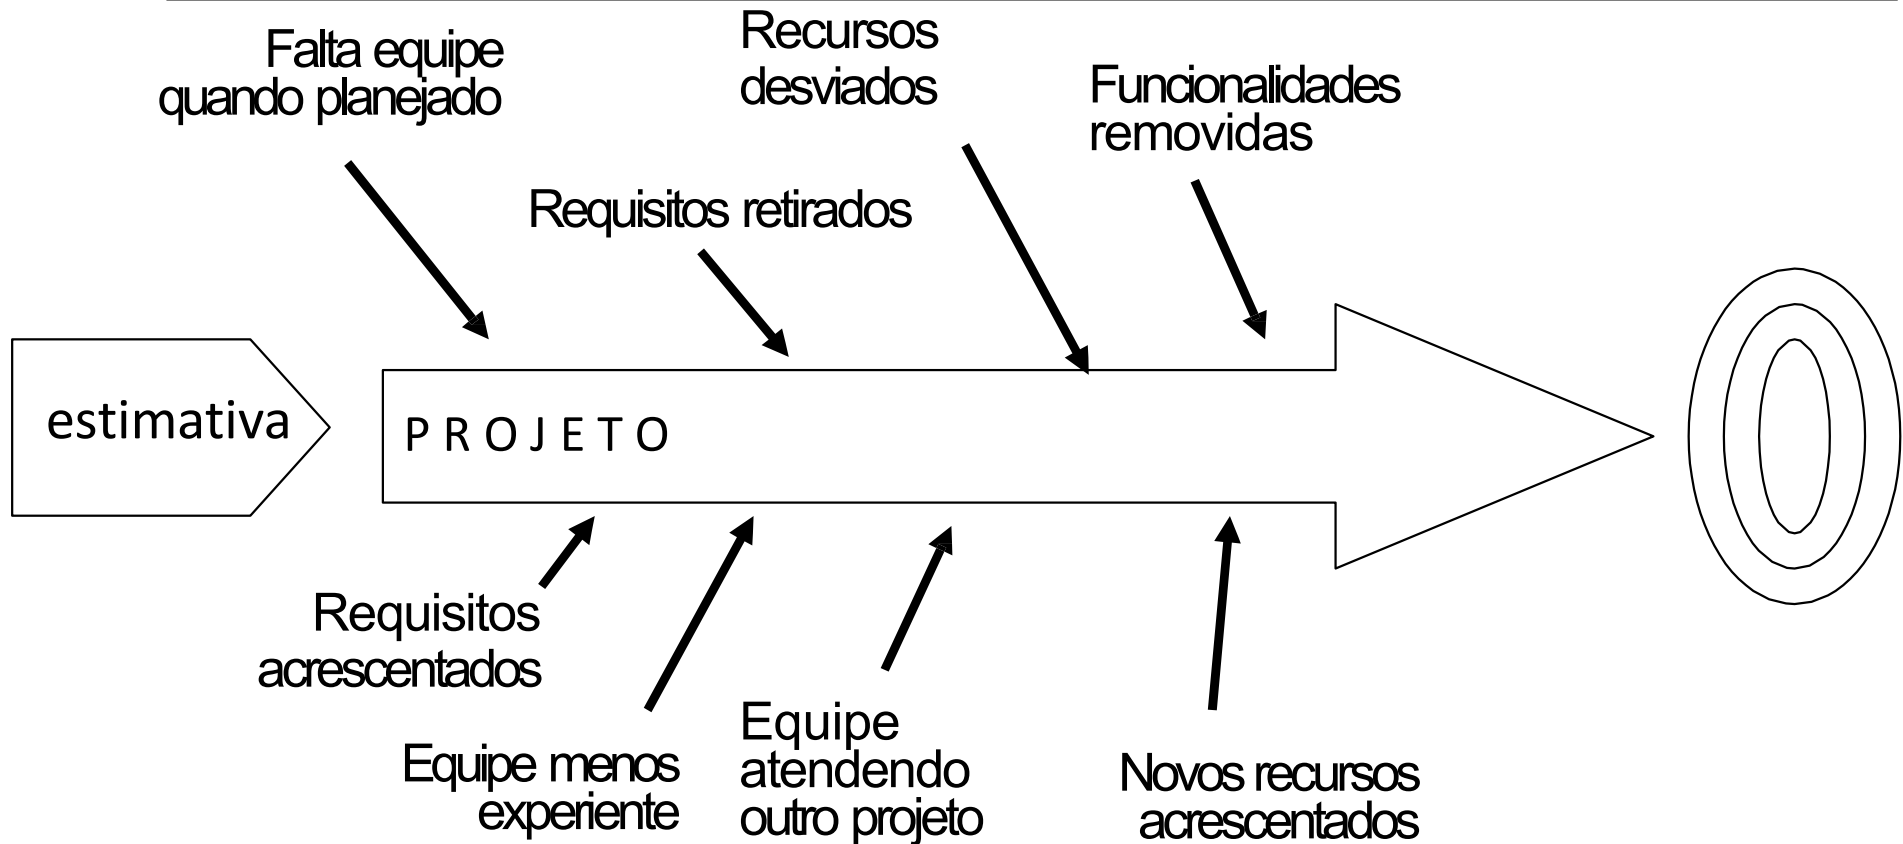 Falta equipe
quando planejado
Recursos
desviados
Funcionalidades
removidas
Requisitos retirados
estimativa
PROJETO
Requisitos
acrescentados
Equipe menos
experiente
Equipe
atendendo
outro projeto
Novos recursos
acrescentados